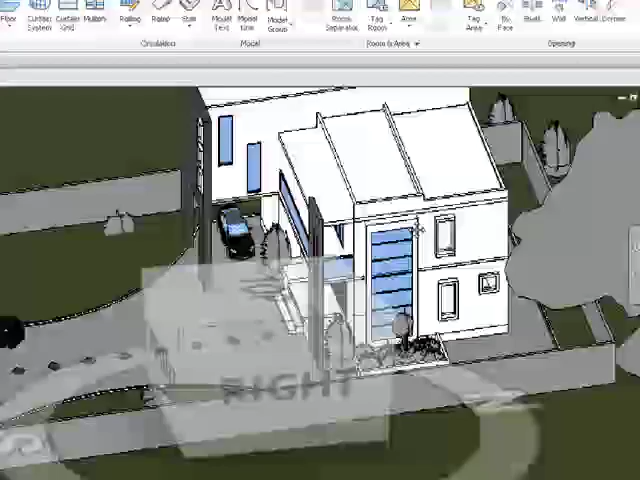 Floor Curtain System Curtain Grid Mullion Railing Ramp Stair Model Text Model Line Model Group Room Separator Tag Room Area Tag Area By Face Shaft Wall Vertical Dormer
Circulation Model Room & Area Opening
RIGHT